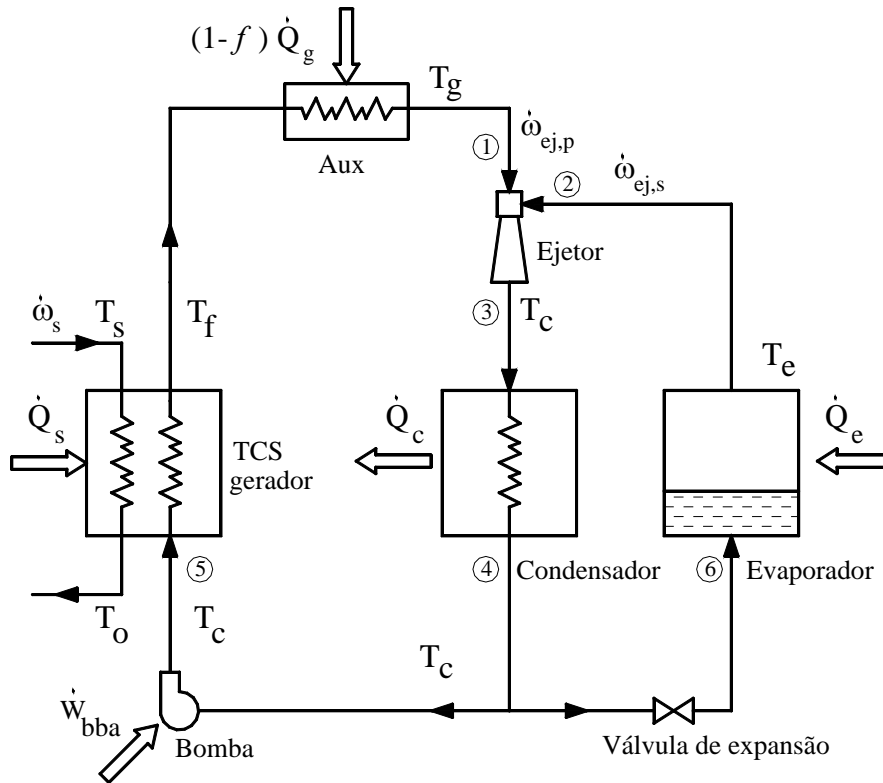 (1-f) Q̇g
Tg
Aux
①
ω̇ej,p
②
ω̇ej,s
Ejetor
③
Tc
ω̇s
Ts
Tf
Te
Q̇s
TCS
gerador
Q̇c
Q̇e
⑤
④
Condensador
⑥
Evaporador
To
Tc
Tc
Ẇbba
Bomba
Válvula de expansão